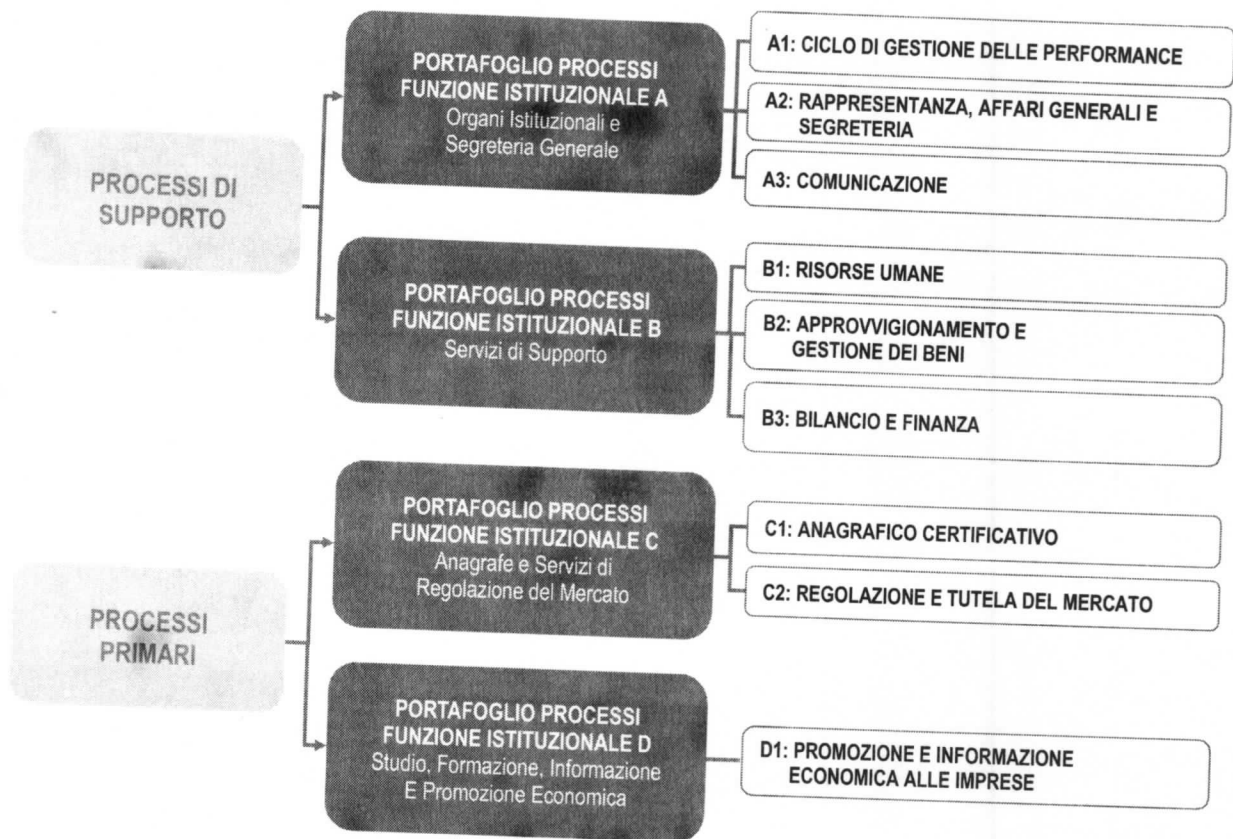 PROCESSI DI
SUPPORTO
PORTAFOGLIO PROCESSI
FUNZIONE ISTITUZIONALE A
Organi Istituzionali e
Segreteria Generale
A1: CICLO DI GESTIONE DELLE PERFORMANCE
A2: RAPPRESENTANZA, AFFARI GENERALI E
SEGRETERIA
A3: COMUNICAZIONE
PORTAFOGLIO PROCESSI
FUNZIONE ISTITUZIONALE B
Servizi di Supporto
B1: RISORSE UMANE
B2: APPROVVIGIONAMENTO E
GESTIONE DEI BENI
B3: BILANCIO E FINANZA
PROCESSI
PRIMARI
PORTAFOGLIO PROCESSI
FUNZIONE ISTITUZIONALE C
Anagrafe e Servizi di
Regolazione del Mercato
C1: ANAGRAFICO CERTIFICATIVO
C2: REGOLAZIONE E TUTELA DEL MERCATO
PORTAFOGLIO PROCESSI
FUNZIONE ISTITUZIONALE D
Studio, Formazione, Informazione
E Promozione Economica
D1: PROMOZIONE E INFORMAZIONE
ECONOMICA ALLE IMPRESE